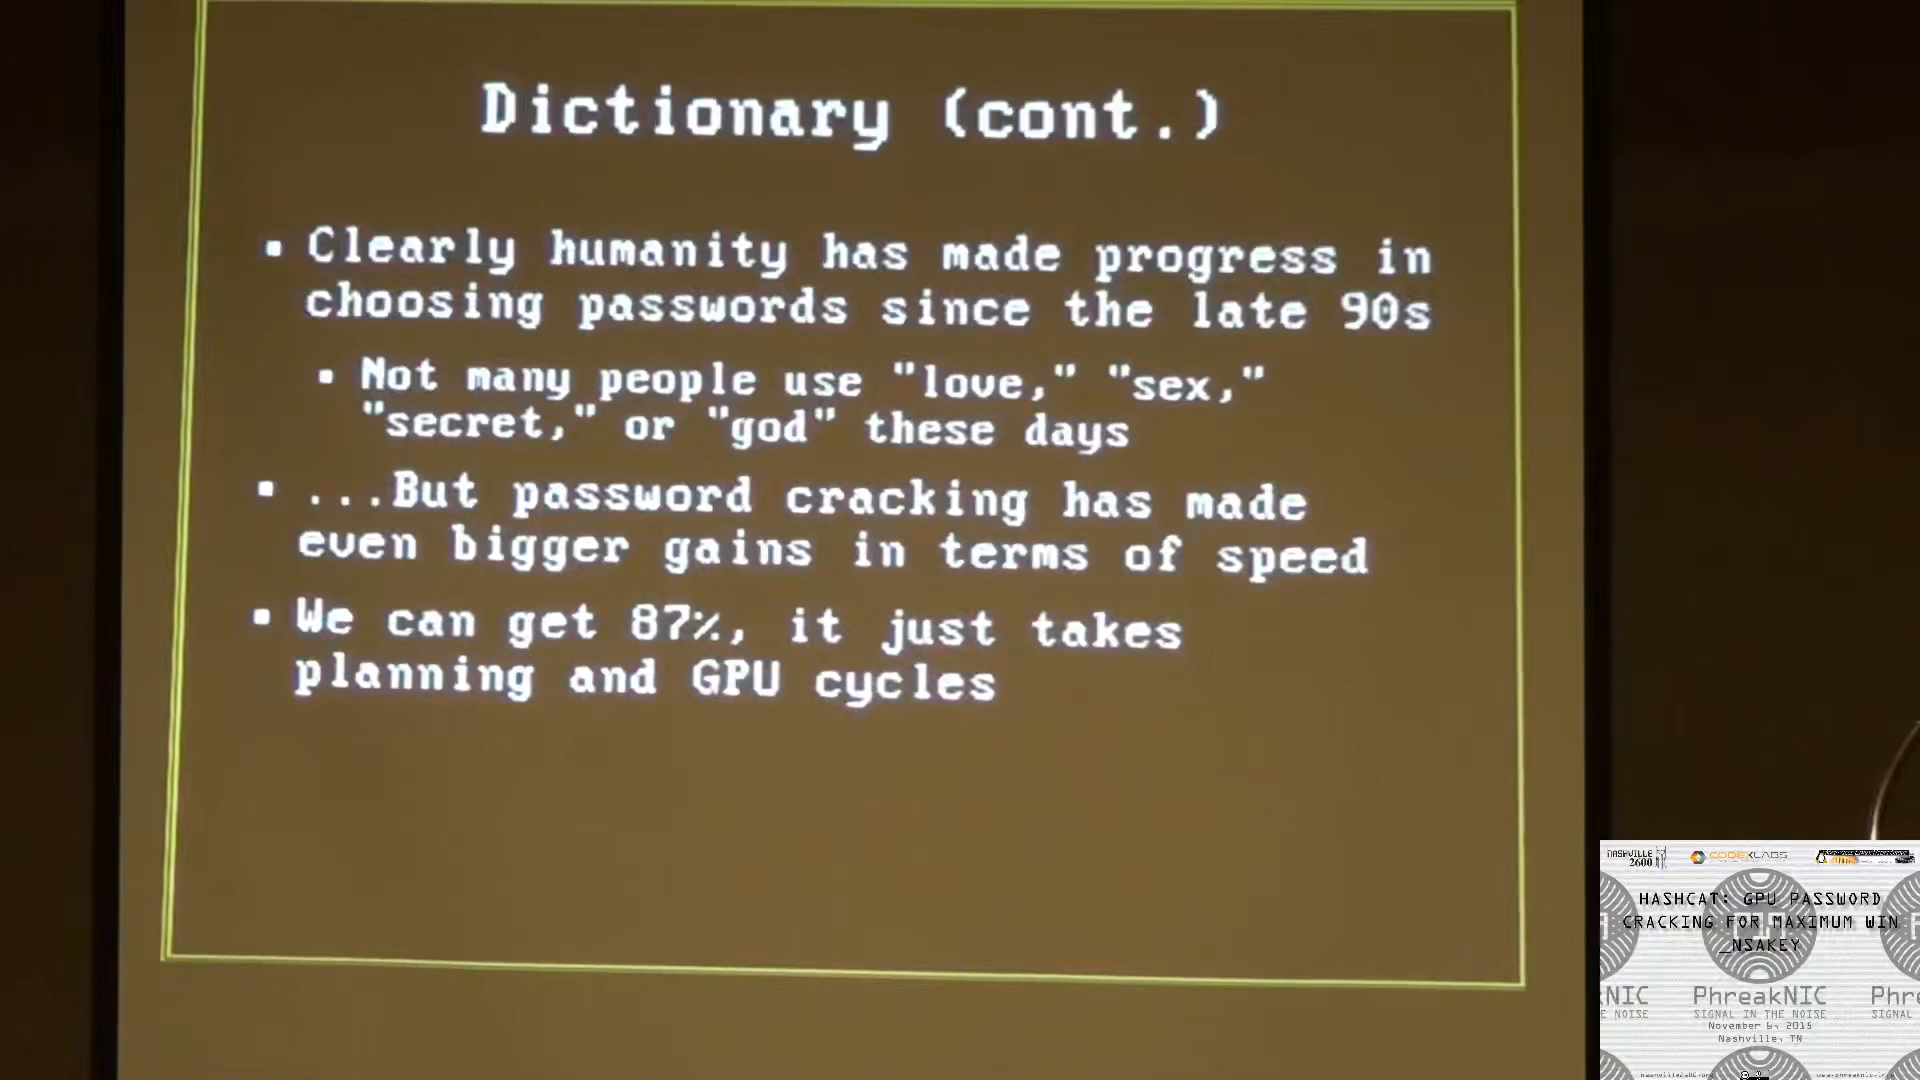 Dictionary (cont.)
▪ Clearly humanity has made progress in
choosing passwords since the late 90s
▪ Not many people use "love," "sex,"
"secret," or "god" these days
▪ ...But password cracking has made
even bigger gains in terms of speed
▪ We can get 87%, it just takes
planning and GPU cycles
NASHVILLE
2600
CODEXLABS
HASHCAT: GPU PASSWORD
CRACKING FOR MAXIMUM WIN
_NSAKEY
PhreakNIC
SIGNAL IN THE NOISE
November 6, 2015
Nashville, TN